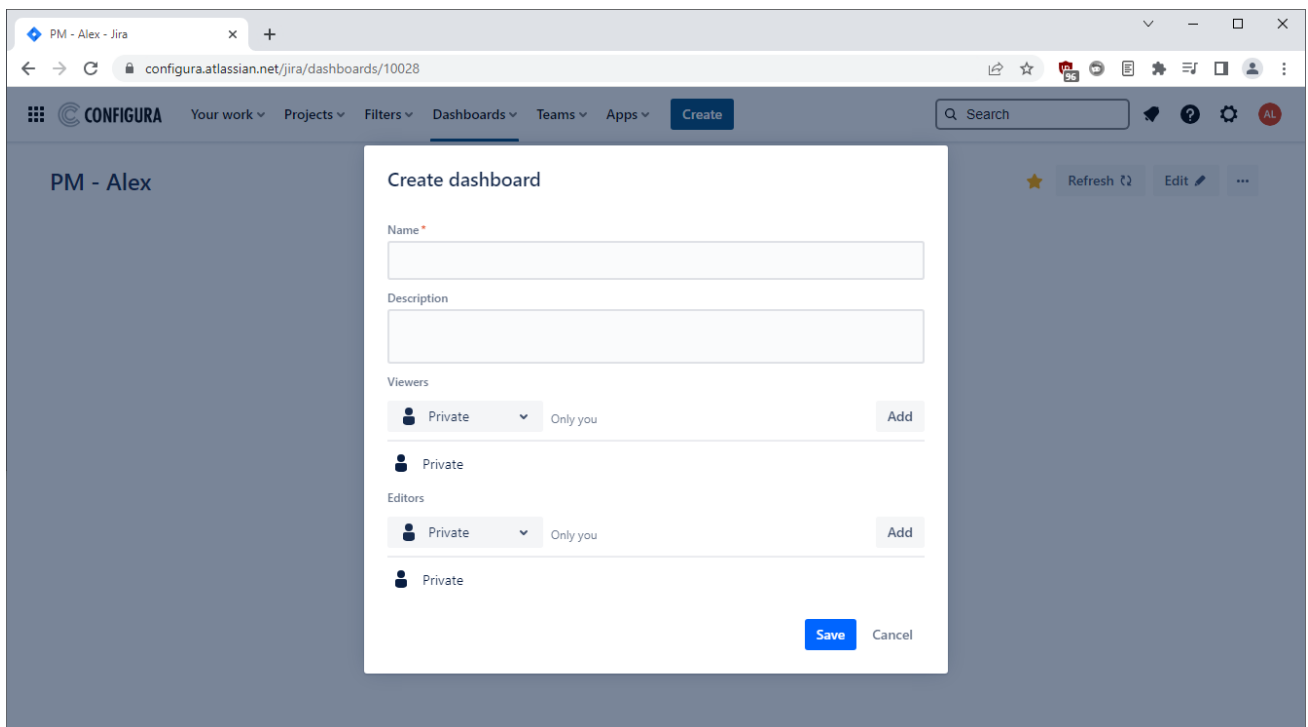 PM - Alex - Jira
configura.atlassian.net/jira/dashboards/10028
96
CONFIGURA Your work Projects Filters Dashboards Teams Apps Create Search AL
PM - Alex Refresh Edit
Create dashboard
Name*
Description
Viewers
Private Only you Add
Private
Editors
Private Only you Add
Private
Save Cancel